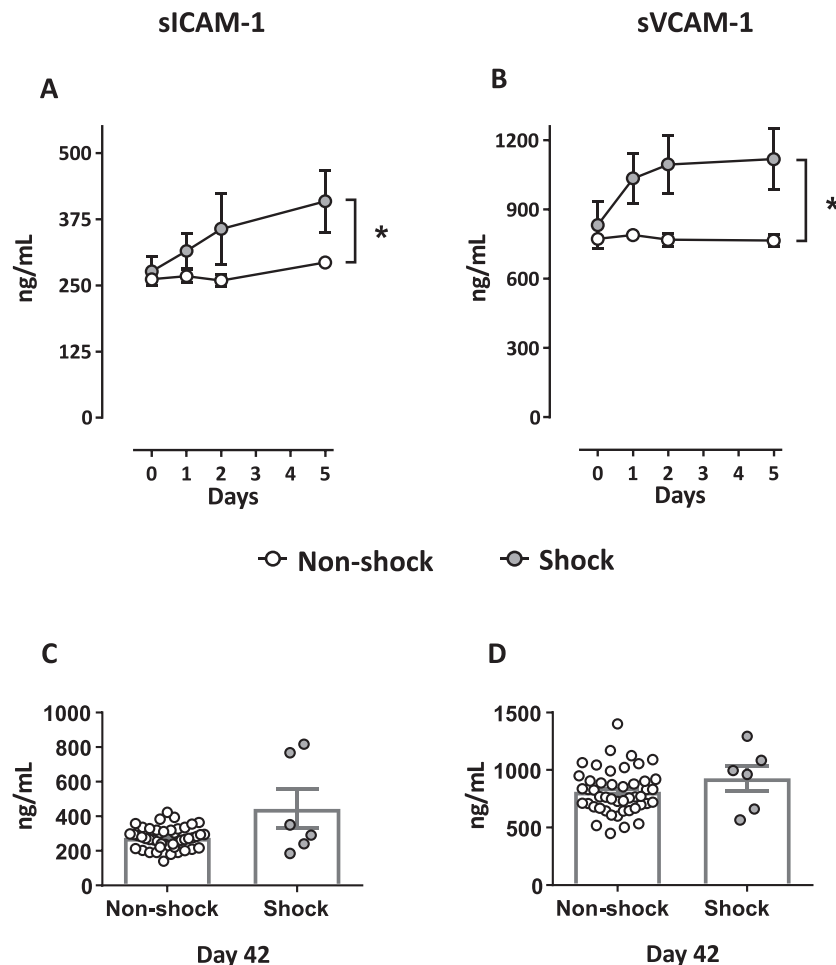 sICAM-1
sVCAM-1
A
500
375
250
125
0
ng/mL
*
0 1 2 3 4 5
Days
B
1200
900
600
300
0
ng/mL
*
0 1 2 3 4 5
Days
Non-shock
Shock
C
1000
800
600
400
200
0
ng/mL
Non-shock Shock
Day 42
D
1500
1000
500
0
ng/mL
Non-shock Shock
Day 42